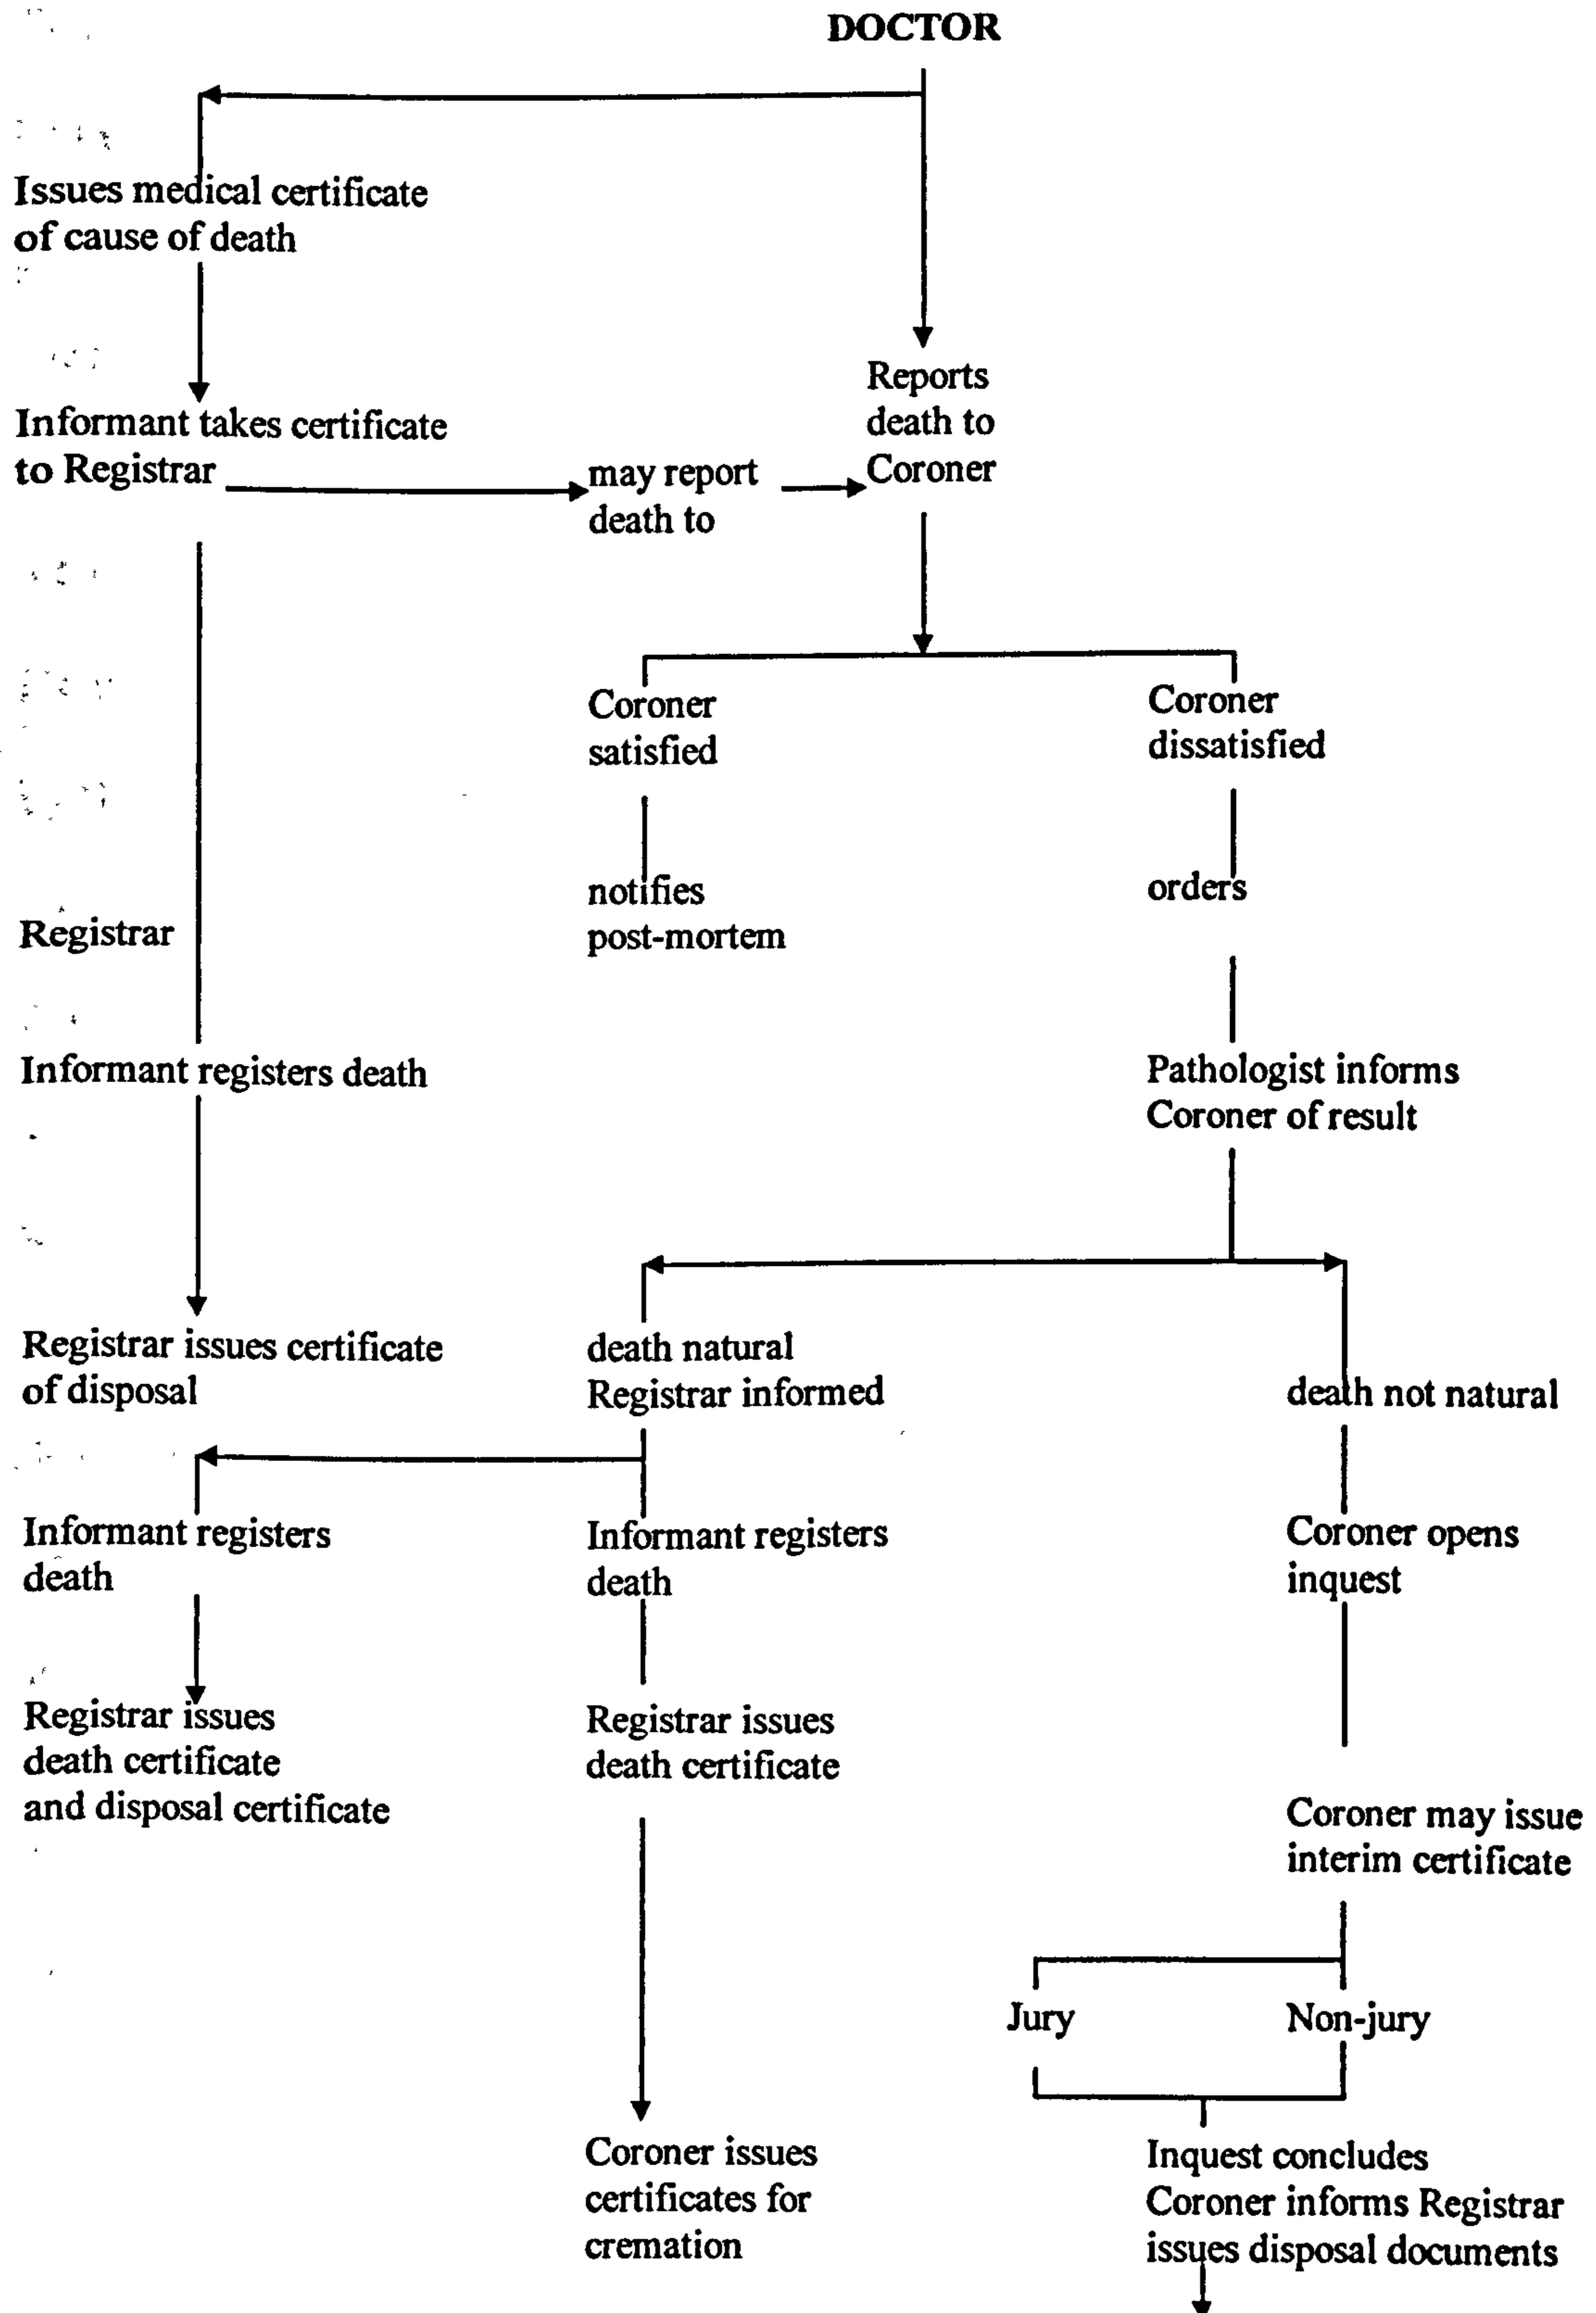 DOCTOR
Issues medical certificate
of cause of death
Informant takes certificate
to Registrar
may report
death to
Reports
death to
Coroner
Coroner
satisfied
Coroner
dissatisfied
notifies
post-mortem
orders
Registrar
Informant registers death
Pathologist informs
Coroner of result
Registrar issues certificate
of disposal
death natural
Registrar informed
death not natural
Informant registers
death
Informant registers
death
Coroner opens
inquest
Registrar issues
death certificate
and disposal certificate
Registrar issues
death certificate
Coroner may issue
interim certificate
Jury
Non-jury
Coroner issues
certificates for
cremation
Inquest concludes
Coroner informs Registrar
issues disposal documents